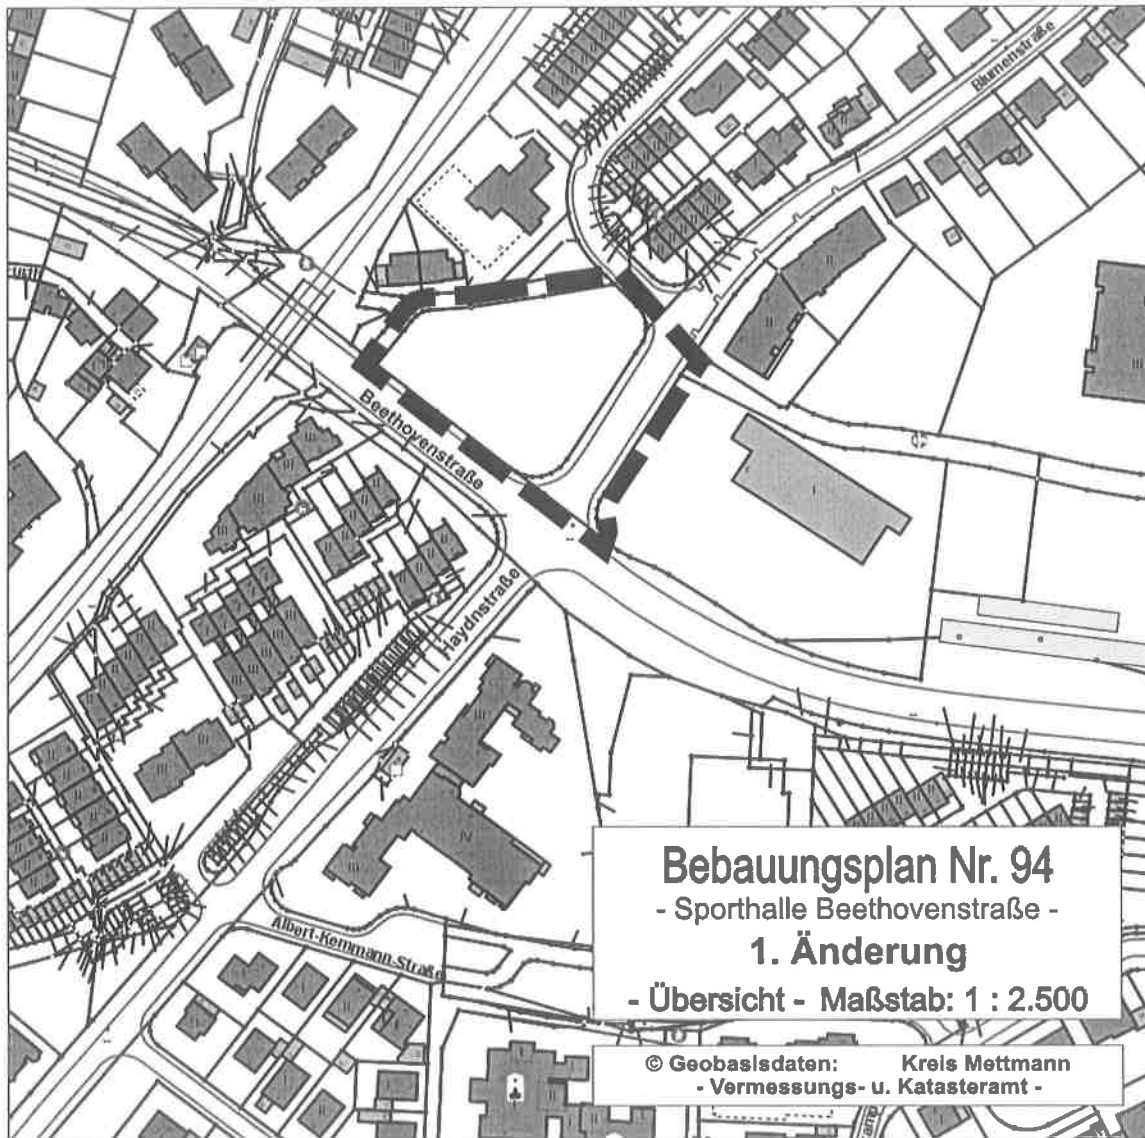 Blumenstraße
Beethovenstraße
Haydnstraße
Albert-Kemmann-Straße
Bebauungsplan Nr. 94
- Sporthalle Beethovenstraße -
1. Änderung
- Übersicht - Maßstab: 1 : 2.500
© Geobasisdaten: Kreis Mettmann
- Vermessungs- u. Katasteramt -